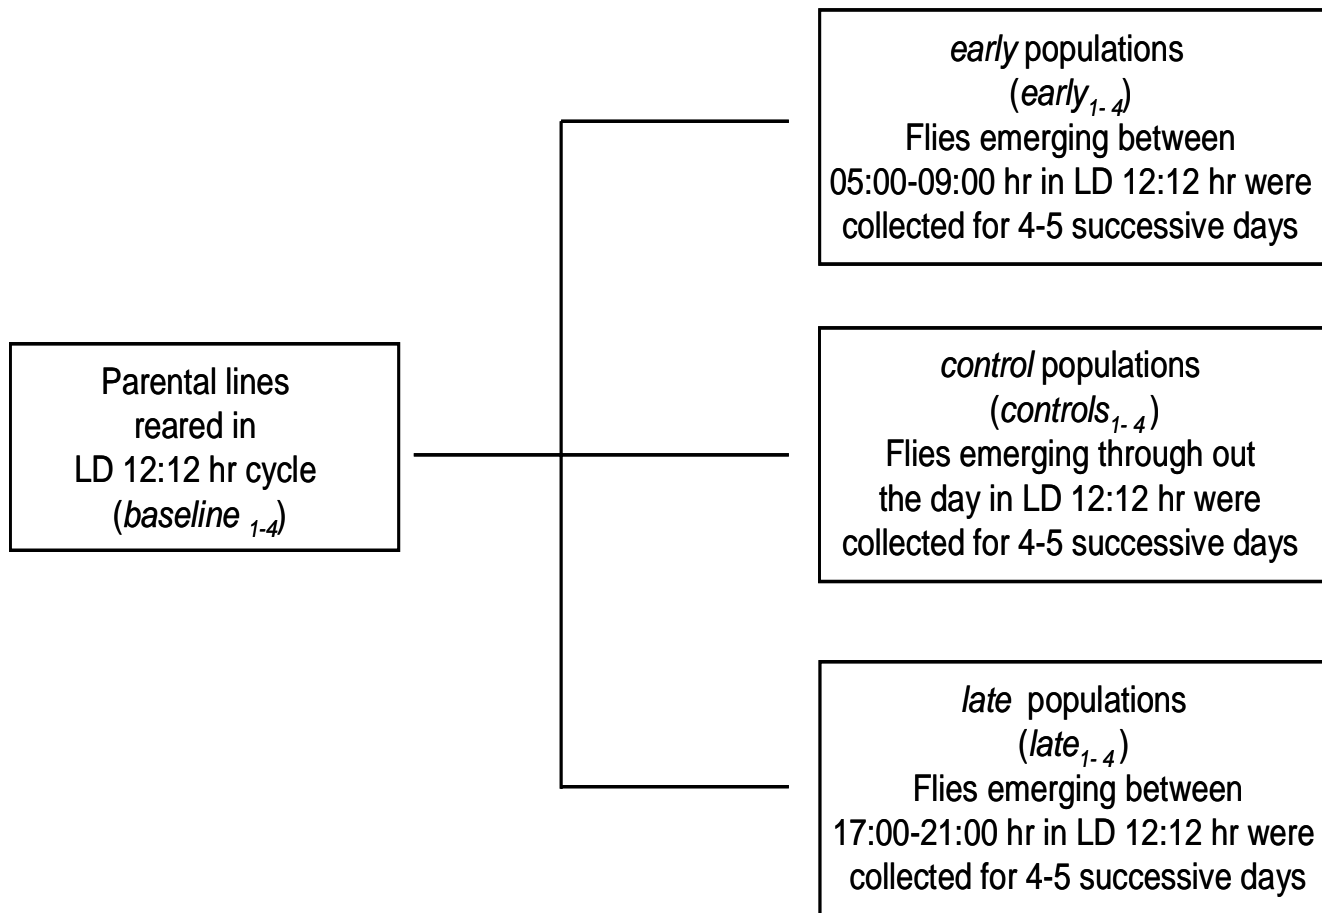 Parental lines
reared in
LD 12:12 hr cycle
(baseline 1-4)
early populations
(early1-4)
Flies emerging between
05:00-09:00 hr in LD 12:12 hr were
collected for 4-5 successive days
control populations
(controls1-4)
Flies emerging through out
the day in LD 12:12 hr were
collected for 4-5 successive days
late populations
(late1-4)
Flies emerging between
17:00-21:00 hr in LD 12:12 hr were
collected for 4-5 successive days